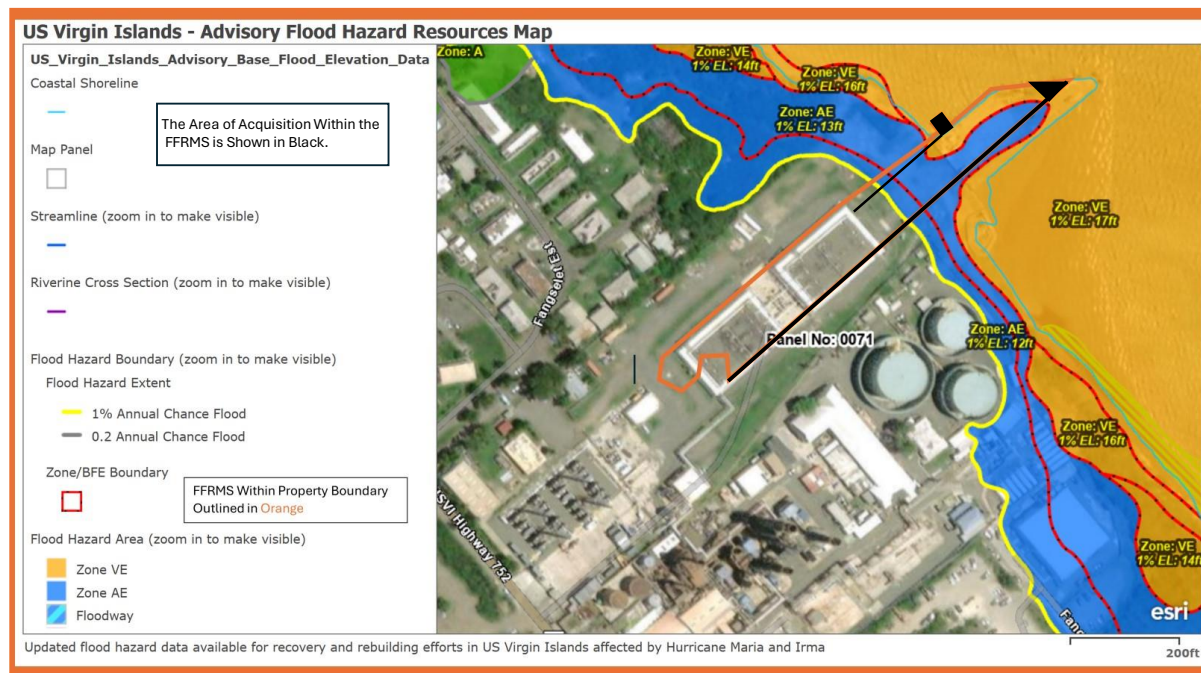 US Virgin Islands - Advisory Flood Hazard Resources Map
US_Virgin_Islands_Advisory_Base_Flood_Elevation_Data
Coastal Shoreline
The Area of Acquisition Within the
FFRMS is Shown in Black.
Map Panel
Streamline (zoom in to make visible)
Riverine Cross Section (zoom in to make visible)
Flood Hazard Boundary (zoom in to make visible)
Flood Hazard Extent
1% Annual Chance Flood
0.2 Annual Chance Flood
Zone/BFE Boundary
FFRMS Within Property Boundary
Outlined in Orange
Flood Hazard Area (zoom in to make visible)
Zone VE
Zone AE
Floodway
Zone: A
Zone: VE
1% EL: 14ft
Zone: VE
1% EL: 16ft
Zone: AE
1% EL: 13ft
Zone: VE
1% EL: 17ft
Fangselet Est
Panel No: 0071
Zone: AE
1% EL: 12ft
Zone: VE
1% EL: 16ft
USVI Highway 752
Zone: VE
1% EL: 14ft
Fang
esri
Updated flood hazard data available for recovery and rebuilding efforts in US Virgin Islands affected by Hurricane Maria and Irma
200ft